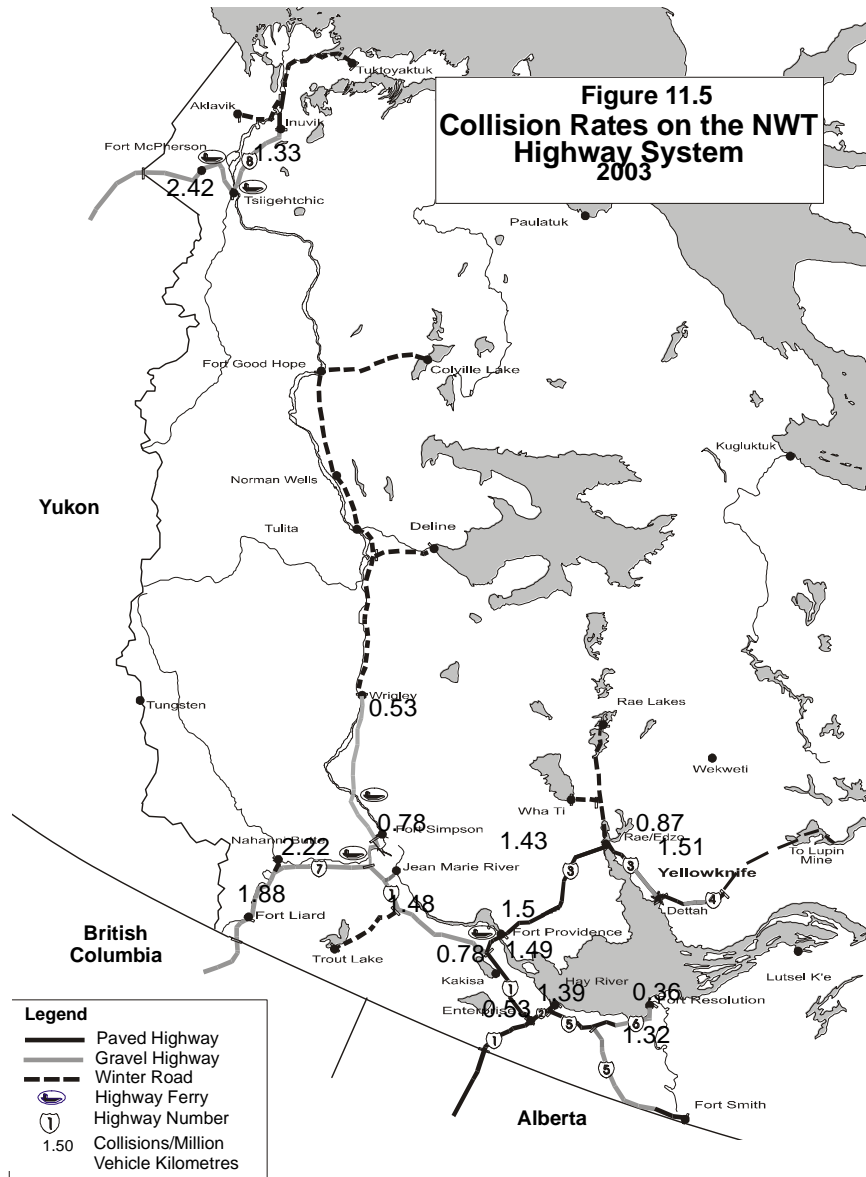 Figure 11.5
Collision Rates on the NWT
Highway System
2003
Tuktoyaktuk
Aklavik
Inuvik
Fort McPherson
1.33
8
2.42
Tsiigehtchic
Paulatuk
Fort Good Hope
Colville Lake
Kugluktuk
Norman Wells
Yukon
Tulita
Deline
Tungsten
Wrigley
0.53
Rae Lakes
Wekweti
Wha Ti
0.78
Fort Simpson
0.87
1.43
Rae/Edzo
1.51
To Lupin
Mine
Nahanni Butte
2.22
7
Jean Marie River
3
3
Yellowknife
4
1.88
1
1.48
Dettah
Fort Liard
1.5
Fort Providence
British
Columbia
Trout Lake
0.78
1.49
Lutsel K'e
Kakisa
Hay River
1
1.39
0.36
Fort Resolution
Enterprise
0.53
2
5
6
1.32
1
5
Fort Smith
Alberta
Legend
Paved Highway
Gravel Highway
Winter Road
Highway Ferry
1
Highway Number
1.50
Collisions/Million
Vehicle Kilometres